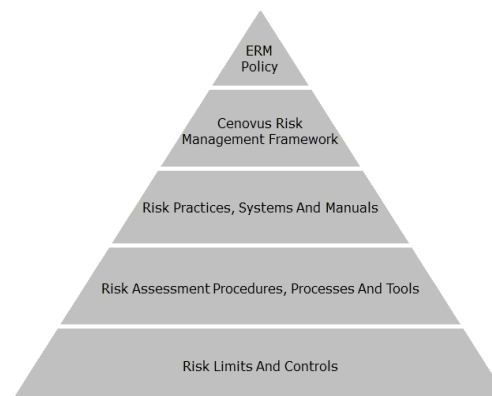 ERM
Policy
Cenovus Risk
Management Framework
Risk Practices, Systems And Manuals
Risk Assessment Procedures, Processes And Tools
Risk Limits And Controls